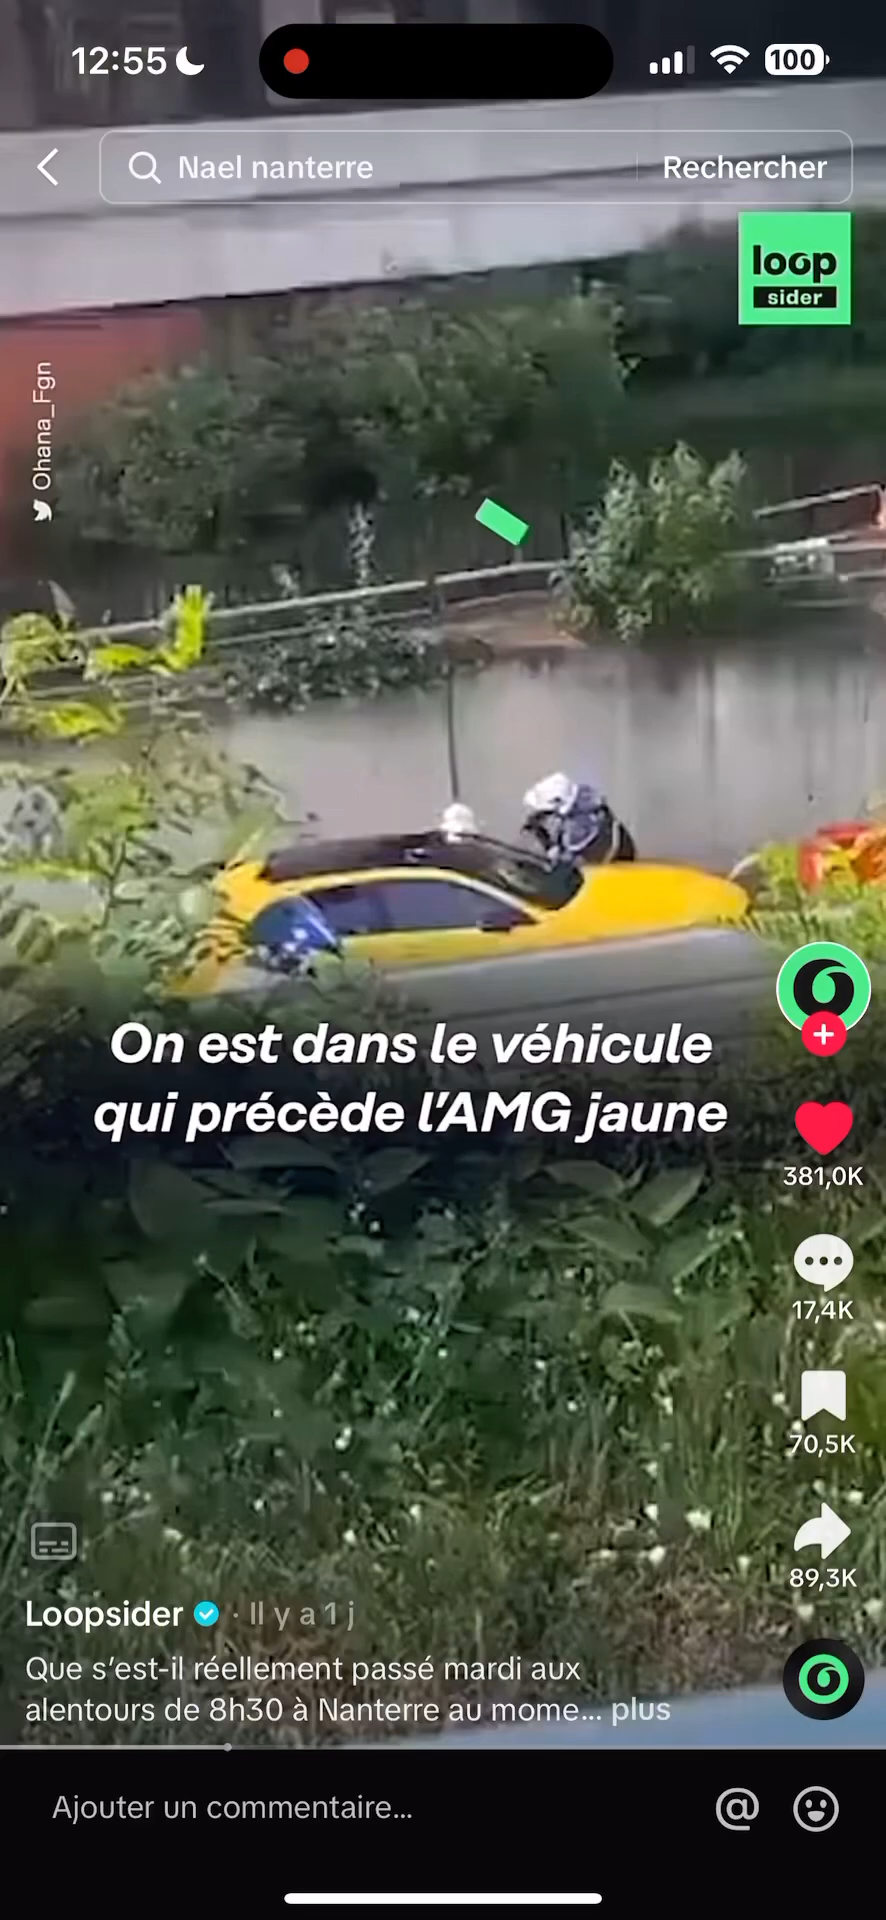 12:55
100
Nael nanterre
Rechercher
loop
sider
Ohana_Fgn
On est dans le véhicule
qui précède l'AMG jaune
381,0K
17,4K
70,5K
89,3K
Loopsider · Il y a 1 j
Que s'est-il réellement passé mardi aux
alentours de 8h30 à Nanterre au mome... plus
Ajouter un commentaire...
@